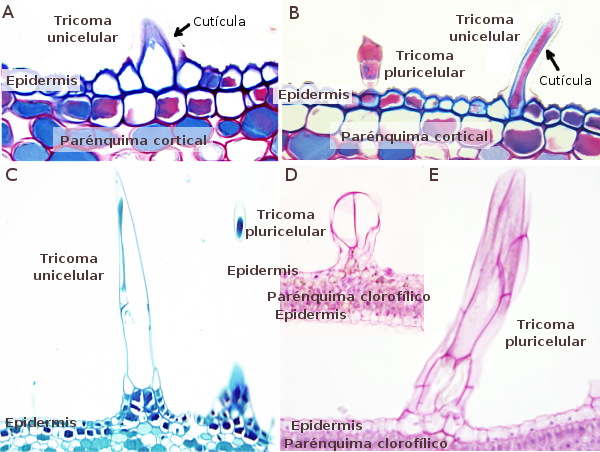 A
Tricoma
unicelular
Cutícula
Epidermis
Parénquima cortical
B
Tricoma
unicelular
Tricoma
pluricelular
Cutícula
Epidermis
Parénquima cortical
C
Tricoma
unicelular
Tricoma
pluricelular
Epidermis
D
Epidermis
Parénquima clorofílico
Epidermis
E
Tricoma
pluricelular
Epidermis
Parénquima clorofílico